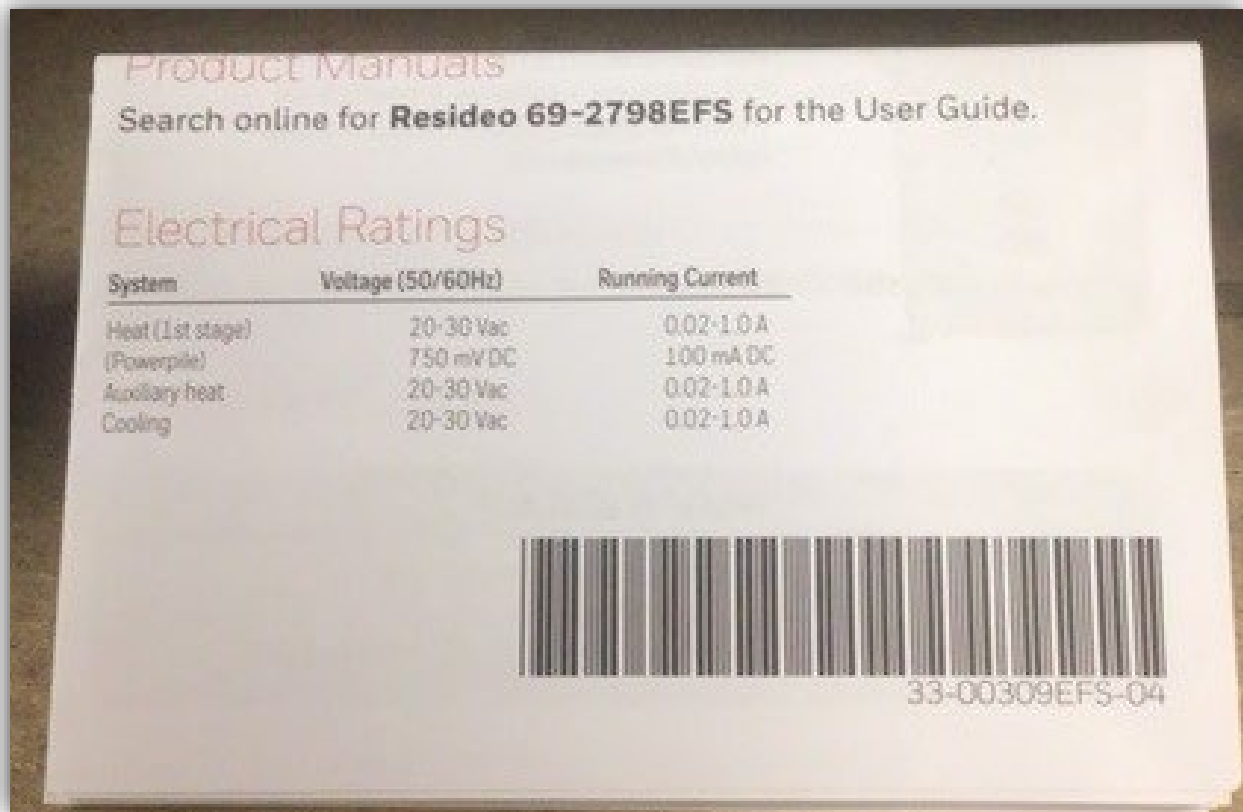 Product Manuals
Search online for Resideo 69-2798EFS for the User Guide.
Electrical Ratings
System Voltage (50/60Hz) Running Current
Heat (1st stage) 20-30 Vac 0.02-1.0 A
(Powerpile) 750 mV DC 100 mA DC
Auxiliary heat 20-30 Vac 0.02-1.0 A
Cooling 20-30 Vac 0.02-1.0 A
33-00309EFS-04